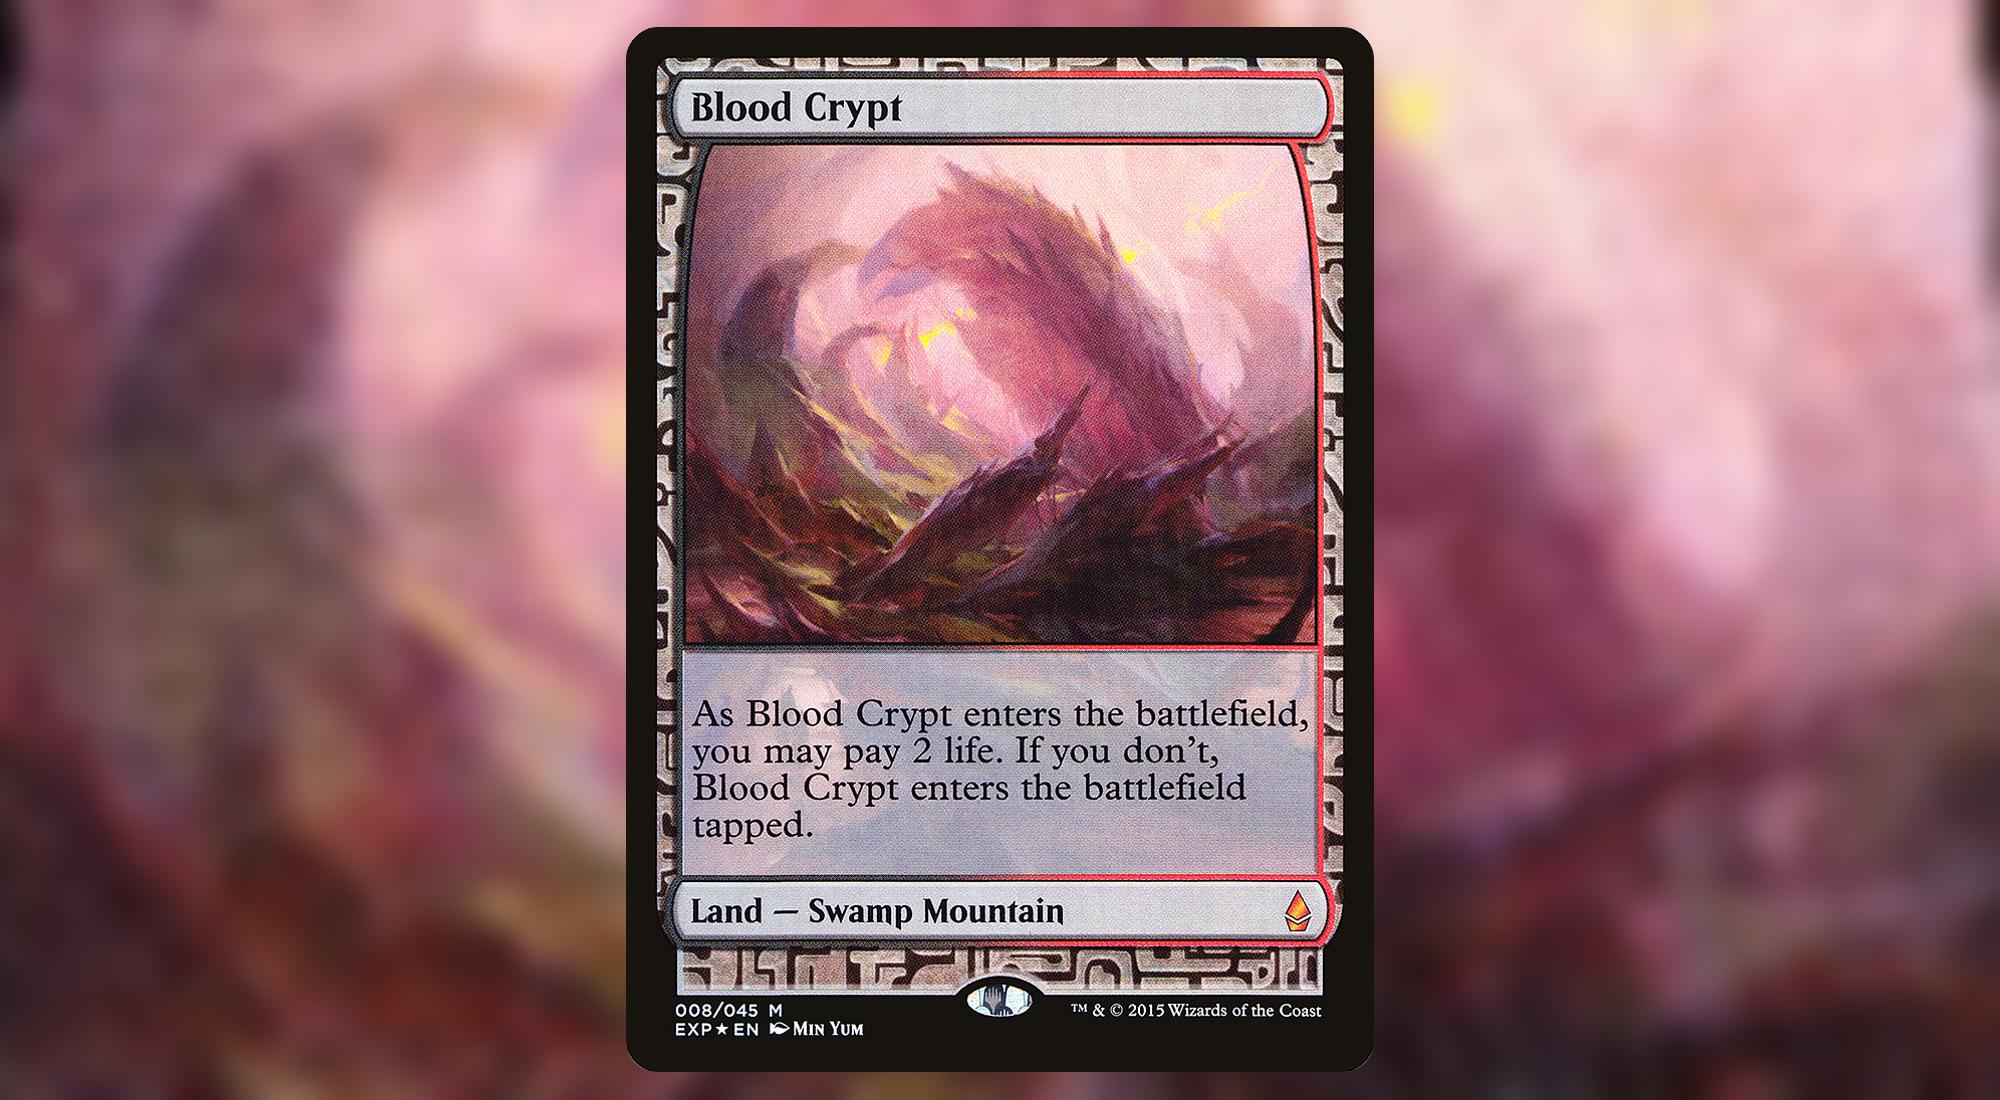 Blood Crypt
As Blood Crypt enters the battlefield,
you may pay 2 life. If you don't,
Blood Crypt enters the battlefield
tapped.
Land — Swamp Mountain
008/045 M
EXP★EN Min Yum
™ & © 2015 Wizards of the Coast